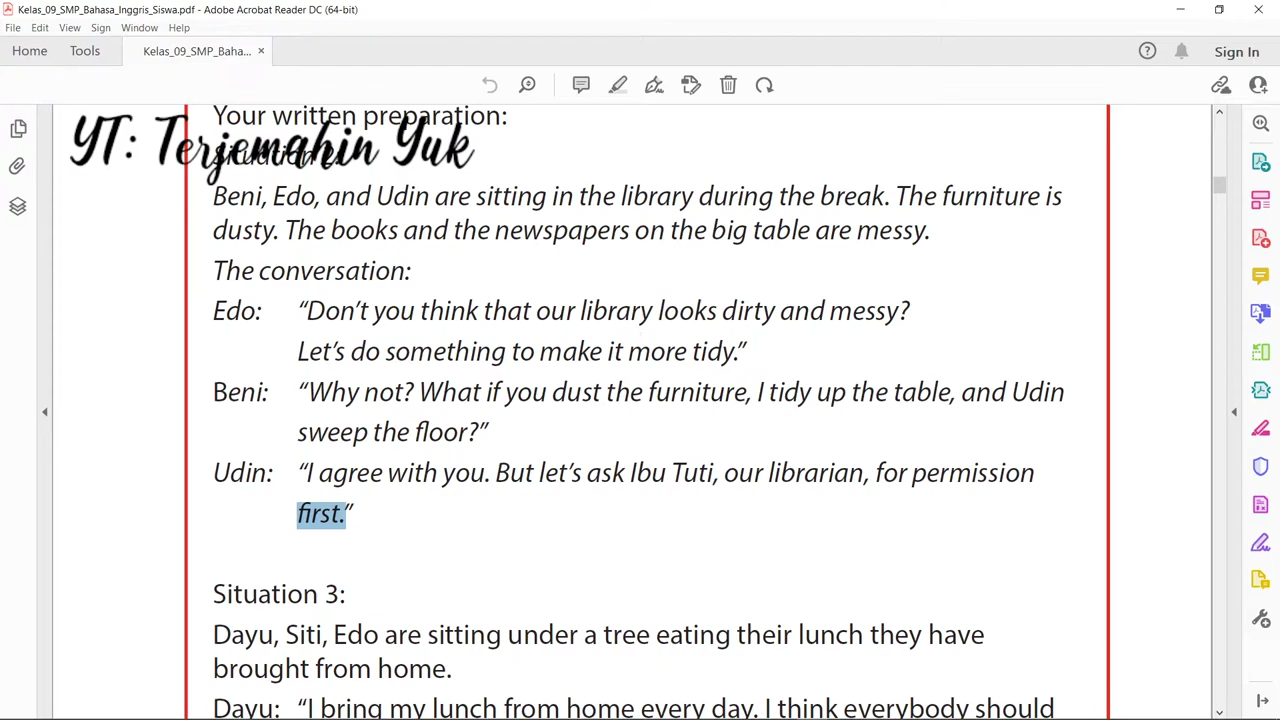 Kelas_09_SMP_Bahasa_Inggris_Siswa.pdf - Adobe Acrobat Reader DC (64-bit)
File Edit View Sign Window Help
Home Tools Kelas_09_SMP_Baha... × Sign In
Your written preparation:
YT: Terjemahin Yuk
Beni, Edo, and Udin are sitting in the library during the break. The furniture is
dusty. The books and the newspapers on the big table are messy.
The conversation:
Edo: “Don’t you think that our library looks dirty and messy?
Let’s do something to make it more tidy.”
Beni: “Why not? What if you dust the furniture, I tidy up the table, and Udin
sweep the floor?”
Udin: “I agree with you. But let’s ask Ibu Tuti, our librarian, for permission
first.”
Situation 3:
Dayu, Siti, Edo are sitting under a tree eating their lunch they have
brought from home.
Dayu: “I bring my lunch from home every day. I think everybody should